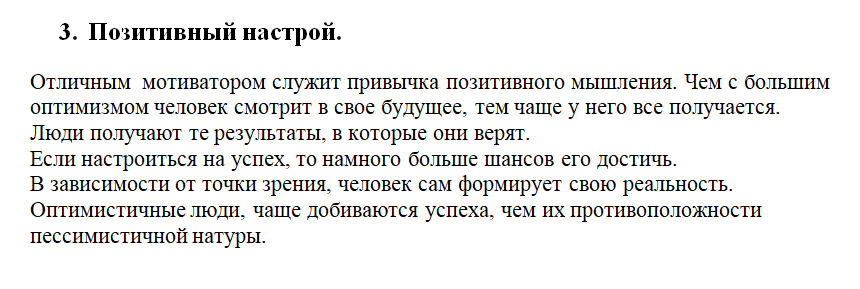 3. Позитивный настрой.
Отличным мотиватором служит привычка позитивного мышления. Чем с большим
оптимизмом человек смотрит в свое будущее, тем чаще у него все получается.
Люди получают те результаты, в которые они верят.
Если настроиться на успех, то намного больше шансов его достичь.
В зависимости от точки зрения, человек сам формирует свою реальность.
Оптимистичные люди, чаще добиваются успеха, чем их противоположности
пессимистичной натуры.